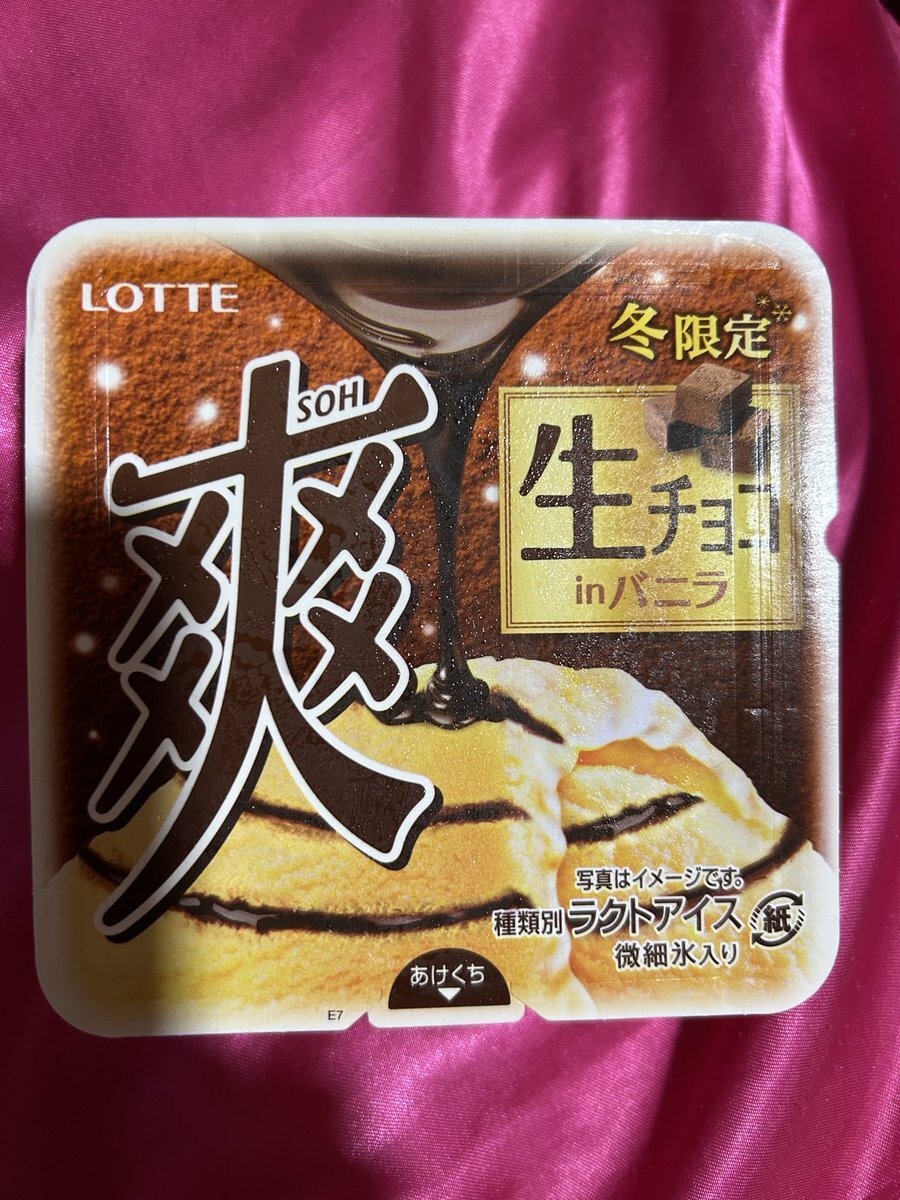 LOTTE
冬限定
爽
SOH
生チョコ
inバニラ
写真はイメージです。
種類別 ラクトアイス
微細氷入り
紙
あけくち
E7